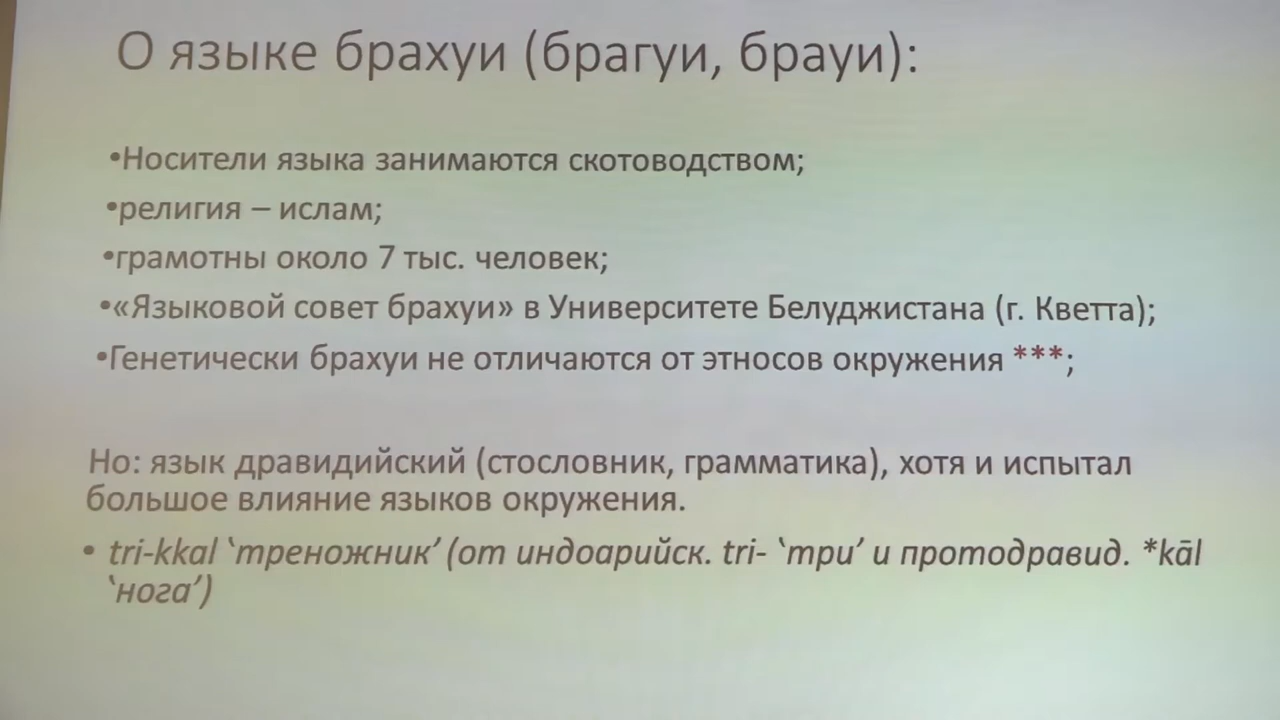 О языке брахуи (брагуи, брауи):
•Носители языка занимаются скотоводством;
•религия – ислам;
•грамотны около 7 тыс. человек;
•«Языковой совет брахуи» в Университете Белуджистана (г. Кветта);
•Генетически брахуи не отличаются от этносов окружения ***;
Но: язык дравидийский (стословник, грамматика), хотя и испытал
большое влияние языков окружения.
• tri-kkal ‛треножник’ (от индоарийск. tri- ‛три’ и протодравид. *kāl
‛нога’)